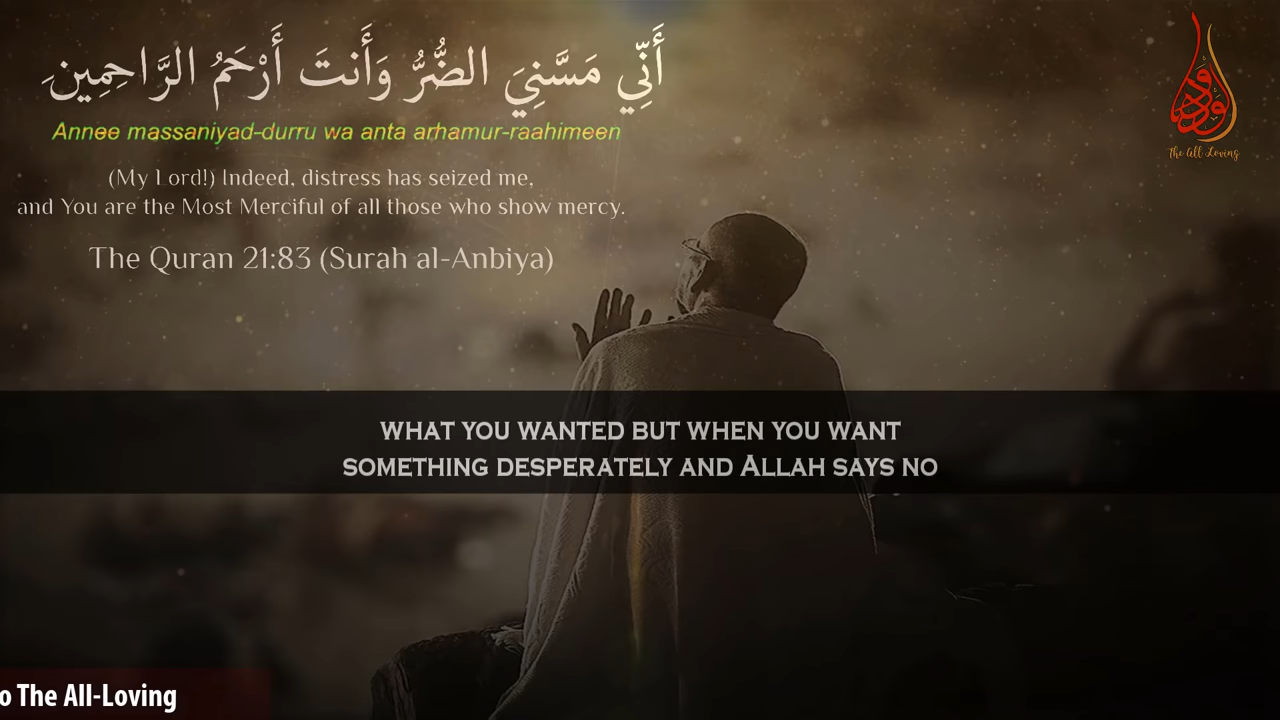 أَنِّي مَسَّنِيَ الضُّرُّ وَأَنتَ أَرْحَمُ الرَّاحِمِينَ
Annee massaniyad-durru wa anta arhamur-raahimeen
(My Lord!) Indeed, distress has seized me,
and You are the Most Merciful of all those who show mercy.
The Quran 21:83 (Surah al-Anbiya)
الودود
The All Loving
WHAT YOU WANTED BUT WHEN YOU WANT
SOMETHING DESPERATELY AND ALLAH SAYS NO
o The All-Loving